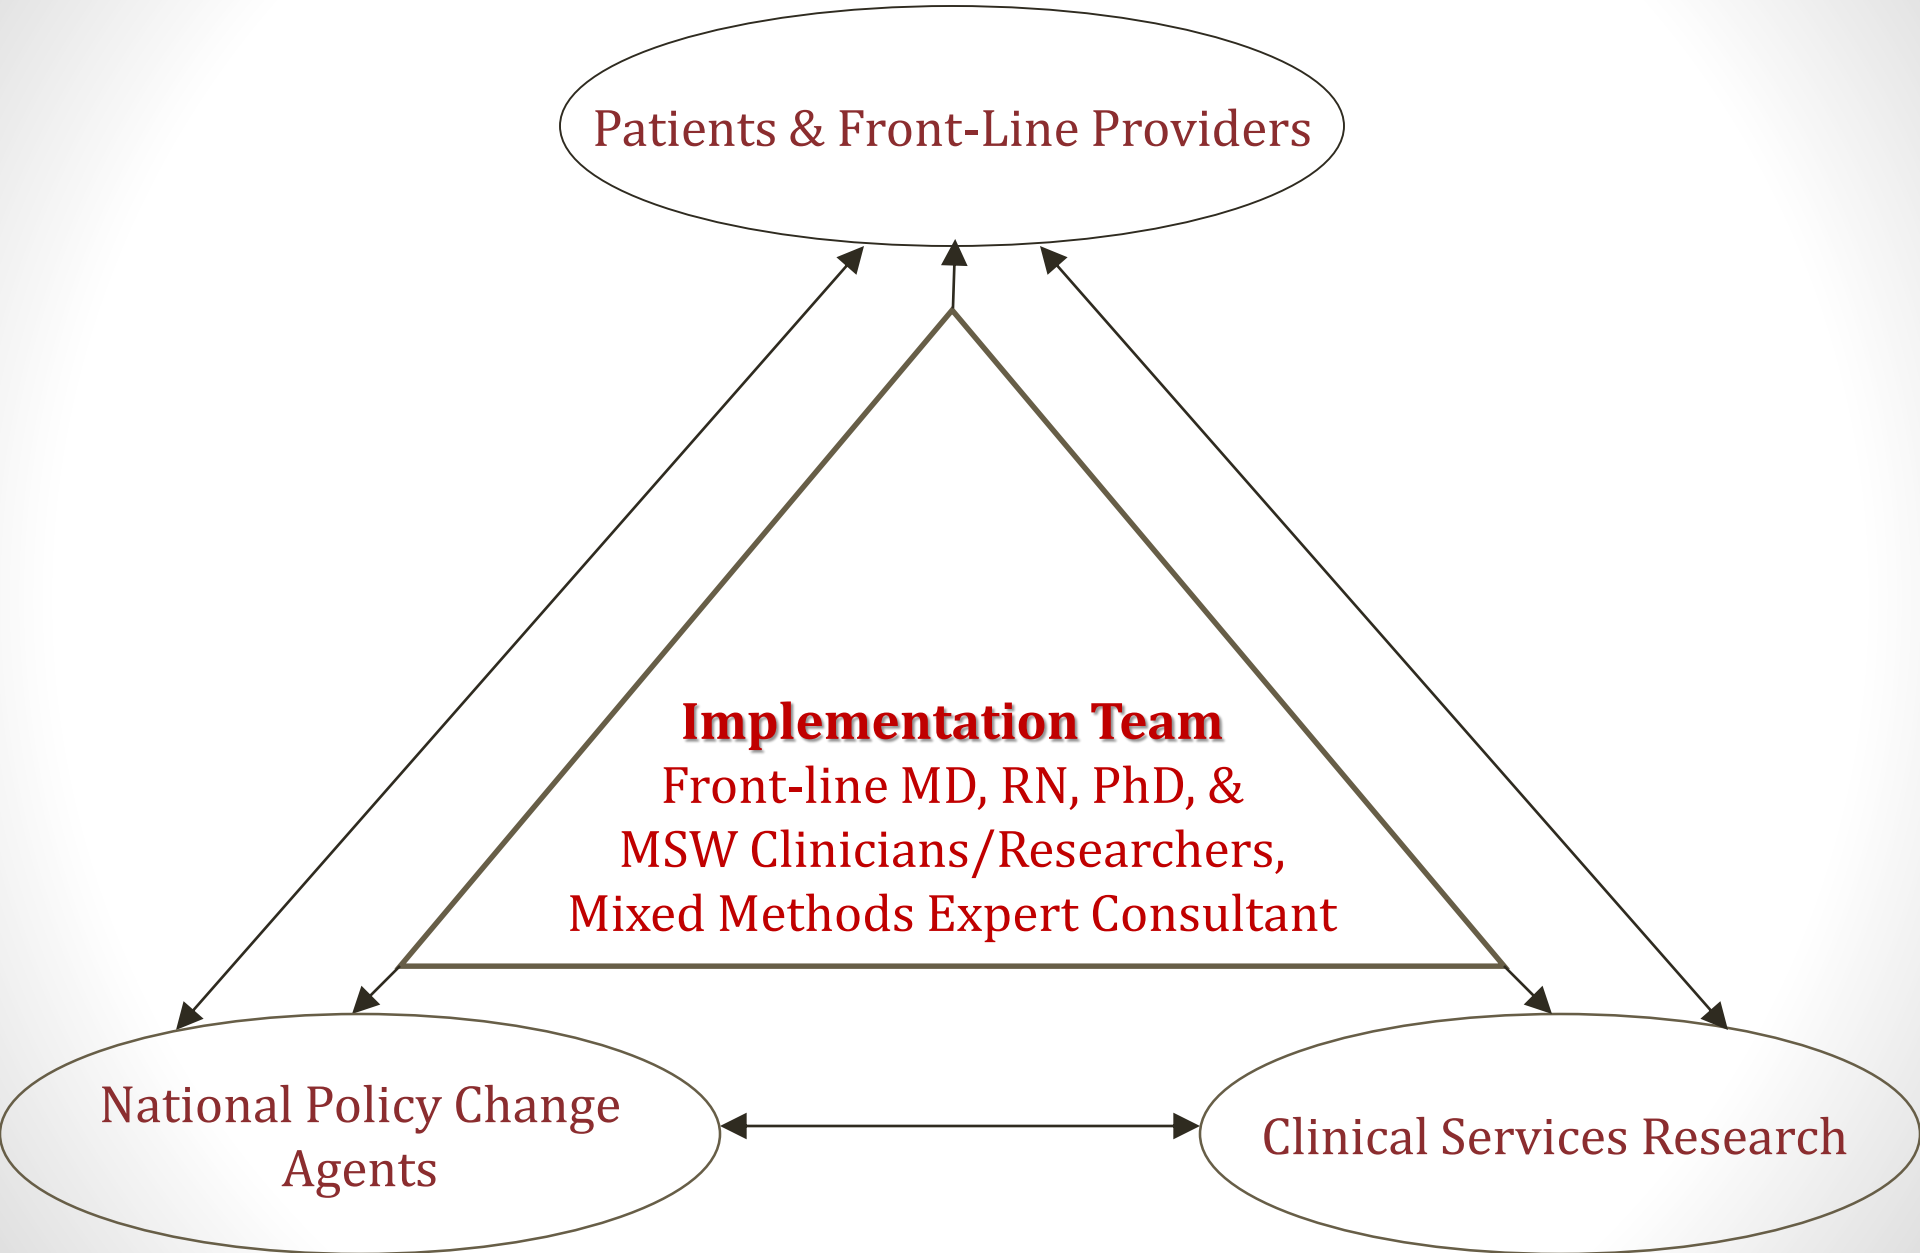 Patients & Front-Line Providers
Implementation Team
Front-line MD, RN, PhD, &
MSW Clinicians/Researchers,
Mixed Methods Expert Consultant
National Policy Change
Agents
Clinical Services Research